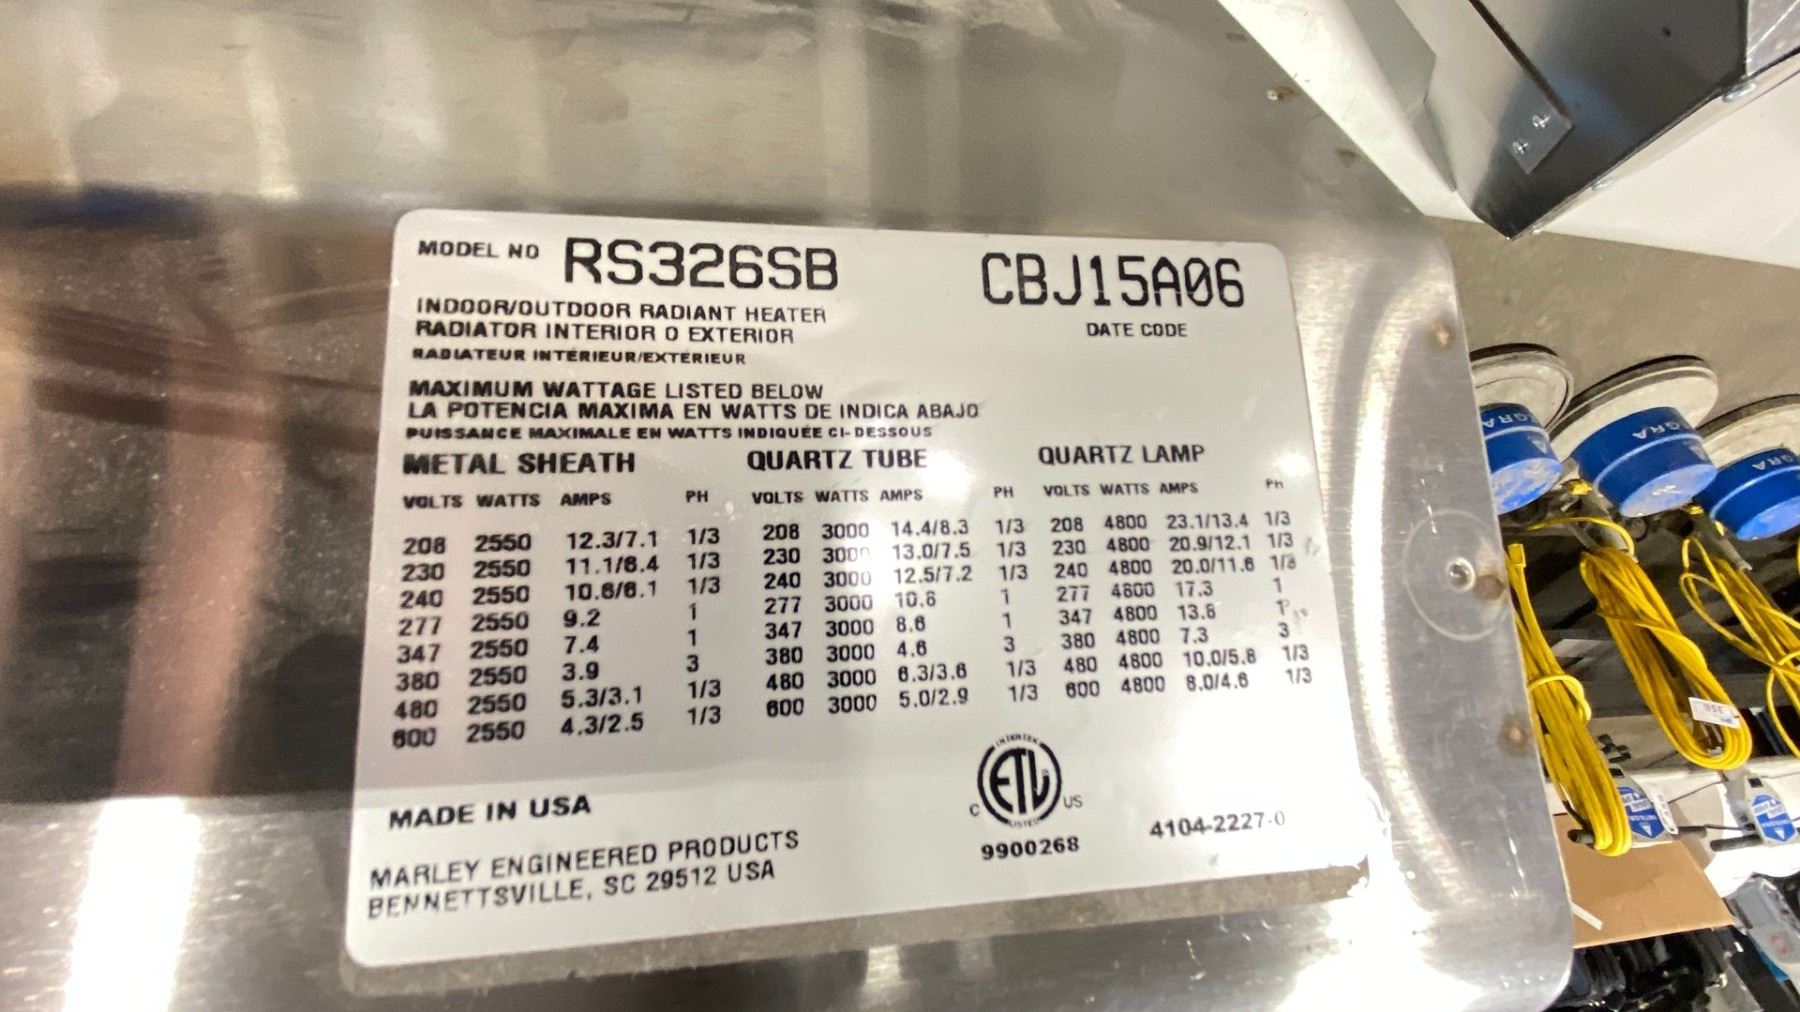 MODEL NO RS326SB CBJ15A06
INDOOR/OUTDOOR RADIANT HEATER DATE CODE
RADIATOR INTERIOR O EXTERIOR
RADIATEUR INTÉRIEUR/EXTÉRIEUR
MAXIMUM WATTAGE LISTED BELOW
LA POTENCIA MAXIMA EN WATTS DE INDICA ABAJO
PUISSANCE MAXIMALE EN WATTS INDIQUÉE CI-DESSOUS
METAL SHEATH QUARTZ TUBE QUARTZ LAMP
VOLTS WATTS AMPS PH VOLTS WATTS AMPS PH VOLTS WATTS AMPS PH
208 2550 12.3/7.1 1/3 208 3000 14.4/8.3 1/3 208 4800 23.1/13.4 1/3
230 2550 11.1/6.4 1/3 230 3000 13.0/7.5 1/3 230 4800 20.9/12.1 1/3
240 2550 10.6/6.1 1/3 240 3000 12.5/7.2 1/3 240 4800 20.0/11.6 1/3
277 2550 9.2 1 277 3000 10.8 1 277 4800 17.3 1
347 2550 7.4 1 347 3000 8.6 1 347 4800 13.8 1
380 2550 3.9 3 380 3000 4.6 3 380 4800 7.3 3
480 2550 5.3/3.1 1/3 480 3000 6.3/3.6 1/3 480 4800 10.0/5.8 1/3
600 2550 4.3/2.5 1/3 600 3000 5.0/2.9 1/3 600 4800 8.0/4.6 1/3
INTERTEK
ETL
C US
LISTED
MADE IN USA
9900268 4104-2227-0
MARLEY ENGINEERED PRODUCTS
BENNETTSVILLE, SC 29512 USA